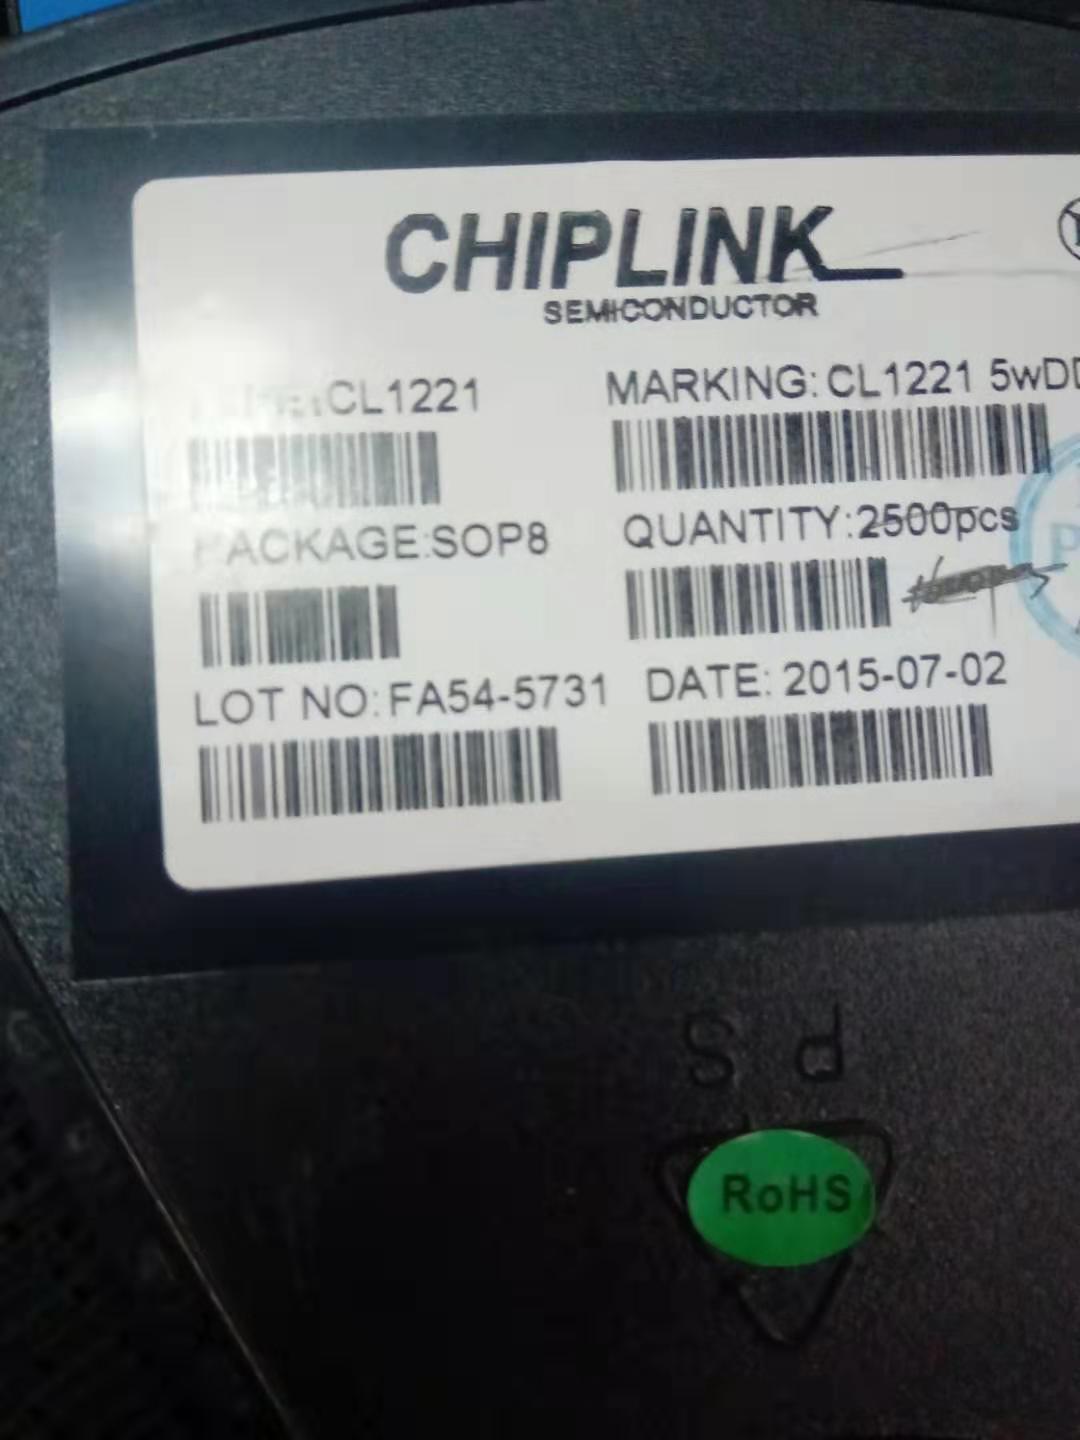 CHIPLINK
SEMICONDUCTOR
CL1221
MARKING: CL1221 5wDD
PACKAGE:SOP8
QUANTITY:2500pcs
LOT NO: FA54-5731
DATE: 2015-07-02
P
PS
RoHS